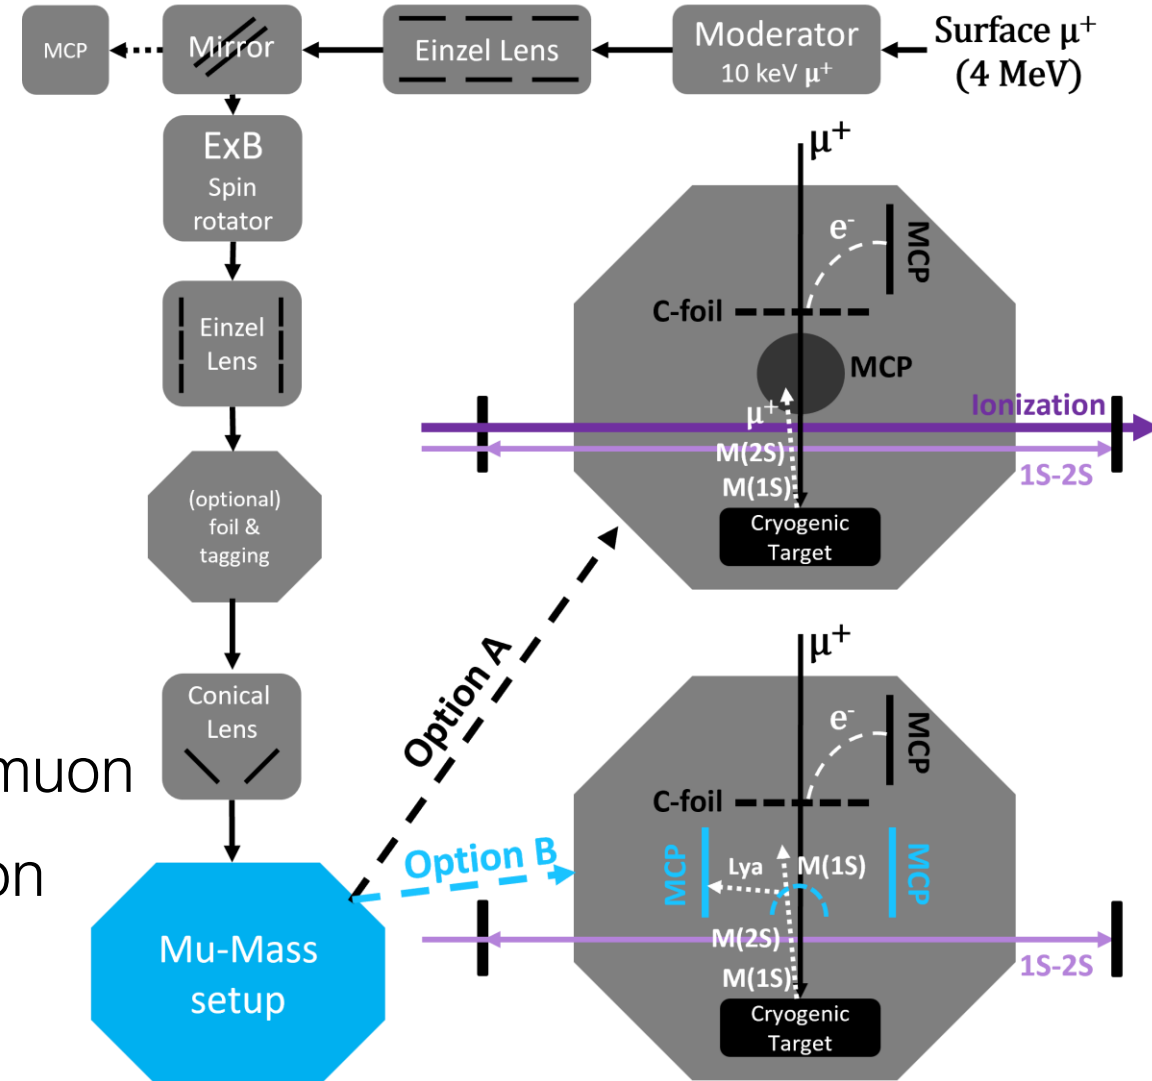 MCP
Mirror
Einzel Lens
Moderator
10 keV μ⁺
Surface μ⁺
(4 MeV)
ExB
Spin
rotator
Einzel
Lens
(optional)
foil &
tagging
Conical
Lens
muon
on
Mu-Mass
setup
Option A
Option B
μ⁺
e⁻
MCP
C-foil
MCP
Ionization
μ⁺
M(2S)
1S-2S
M(1S)
Cryogenic
Target
μ⁺
e⁻
MCP
C-foil
MCP
Lya
M(1S)
MCP
M(2S)
1S-2S
M(1S)
Cryogenic
Target